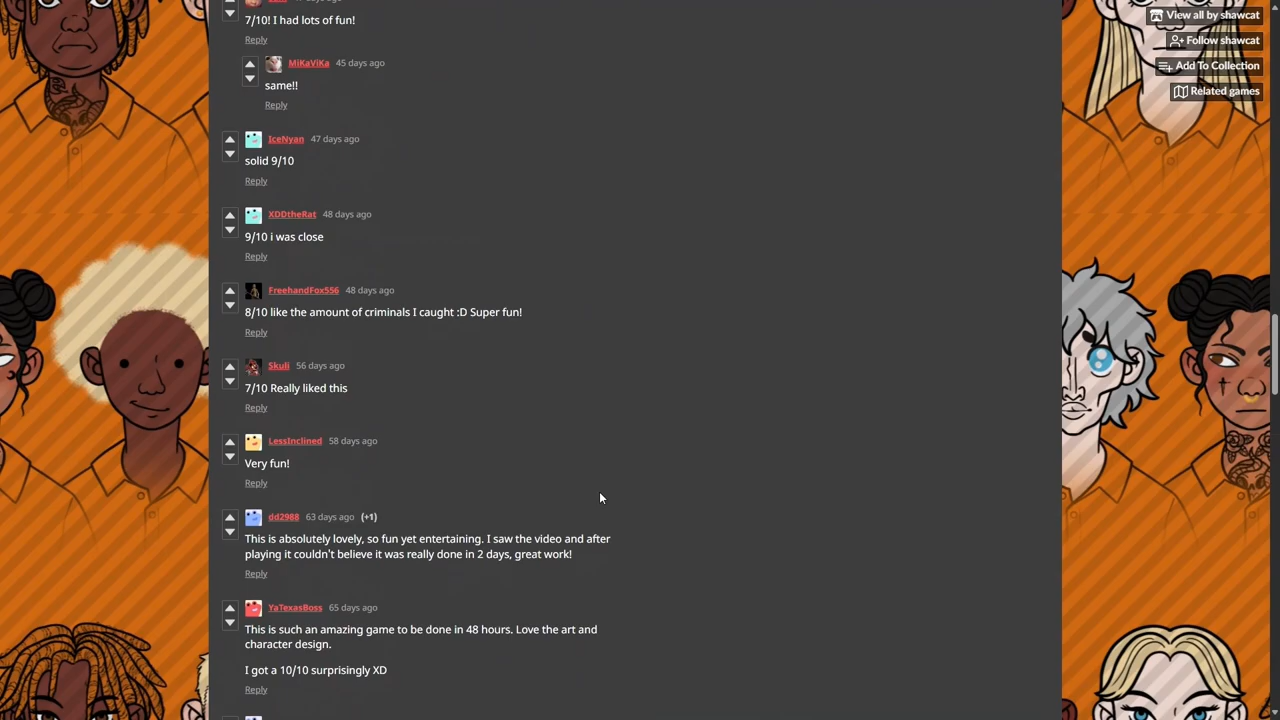 7/10! I had lots of fun!
Reply
MiKaViKa 45 days ago
same!!
Reply
IceNyan 47 days ago
solid 9/10
Reply
XDDtheRat 48 days ago
9/10 i was close
Reply
FreehandFox556 48 days ago
8/10 like the amount of criminals I caught :D Super fun!
Reply
Skuli 56 days ago
7/10 Really liked this
Reply
LessInclined 58 days ago
Very fun!
Reply
dd2988 63 days ago (+1)
This is absolutely lovely, so fun yet entertaining. I saw the video and after
playing it couldn't believe it was really done in 2 days, great work!
Reply
YaTexasBoss 65 days ago
This is such an amazing game to be done in 48 hours. Love the art and
character design.
I got a 10/10 surprisingly XD
Reply
View all by shawcat
Follow shawcat
Add To Collection
Related games